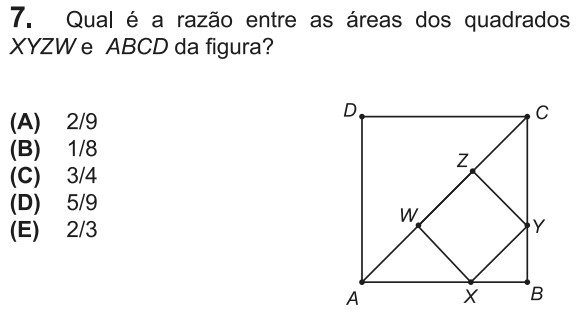 7. Qual é a razão entre as áreas dos quadrados
XYZW e ABCD da figura?
(A) 2/9
(B) 1/8
(C) 3/4
(D) 5/9
(E) 2/3
D
C
Z
W
Y
A
X
B